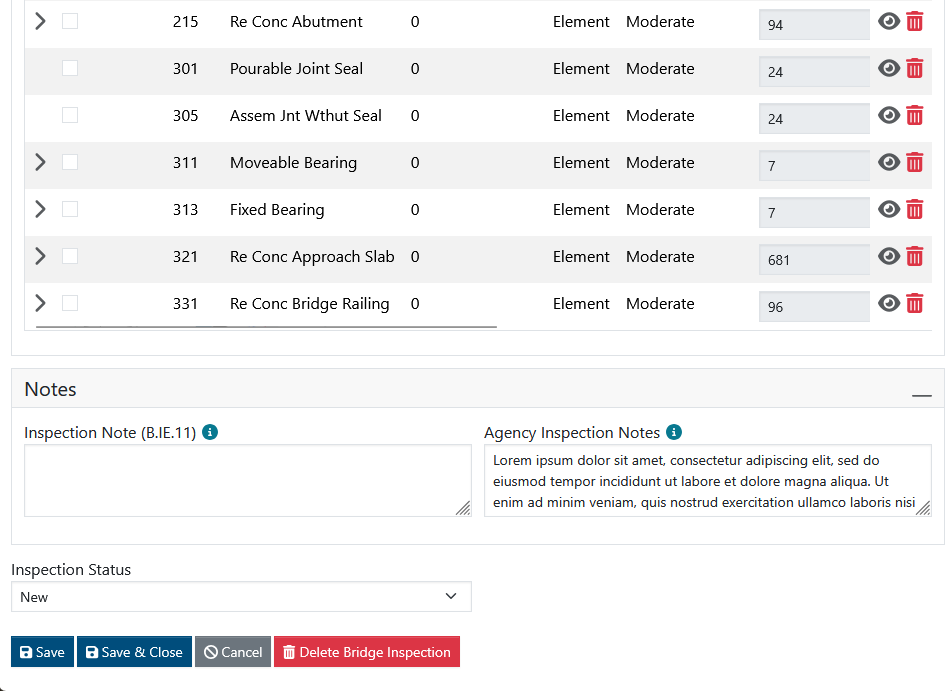 215 Re Conc Abutment 0 Element Moderate 94
301 Pourable Joint Seal 0 Element Moderate 24
305 Assem Jnt Wthut Seal 0 Element Moderate 24
311 Moveable Bearing 0 Element Moderate 7
313 Fixed Bearing 0 Element Moderate 7
321 Re Conc Approach Slab 0 Element Moderate 681
331 Re Conc Bridge Railing 0 Element Moderate 96
Notes
Inspection Note (B.IE.11)
Agency Inspection Notes
Lorem ipsum dolor sit amet, consectetur adipiscing elit, sed do
eiusmod tempor incididunt ut labore et dolore magna aliqua. Ut
enim ad minim veniam, quis nostrud exercitation ullamco laboris nisi
Inspection Status
New
Save Save & Close Cancel Delete Bridge Inspection